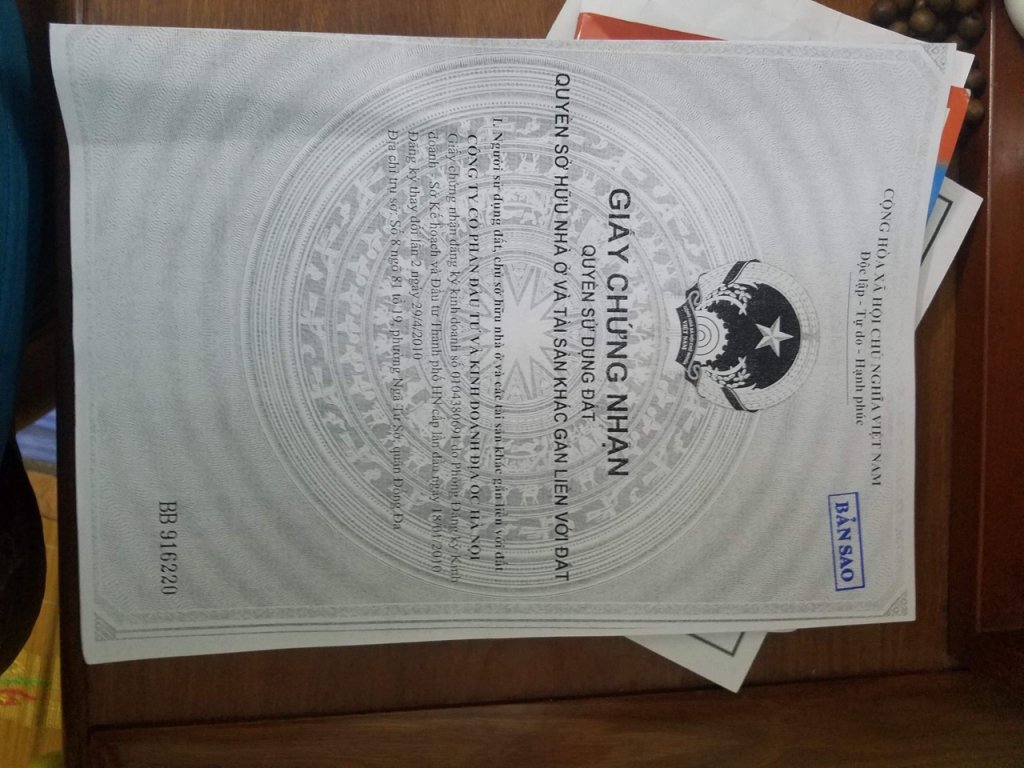 CỘNG HÒA XÃ HỘI CHỦ NGHĨA VIỆT NAM
Độc lập - Tự do - Hạnh phúc
BẢN SAO
VIỆT NAM
GIẤY CHỨNG NHẬN
QUYỀN SỬ DỤNG ĐẤT
QUYỀN SỞ HỮU NHÀ Ở VÀ TÀI SẢN KHÁC GẮN LIỀN VỚI ĐẤT
I. Người sử dụng đất, chủ sở hữu nhà ở và các tài sản khác gắn liền với đất
CÔNG TY CỔ PHẦN ĐẦU TƯ VÀ KINH DOANH ĐỊA ỐC HÀ NỘI
Giấy chứng nhận đăng ký kinh doanh số 0104380691 do Phòng Đăng ký Kinh
doanh - Sở Kế hoạch và Đầu tư Thành phố HN cấp lần đầu ngày 18/01/2010
Đăng ký thay đổi lần 2 ngày 29/4/2010
Địa chỉ trụ sở: Số 8 ngõ 81 tổ 19, phường Ngã Tư Sở, quận Đống Đa
BB 916220